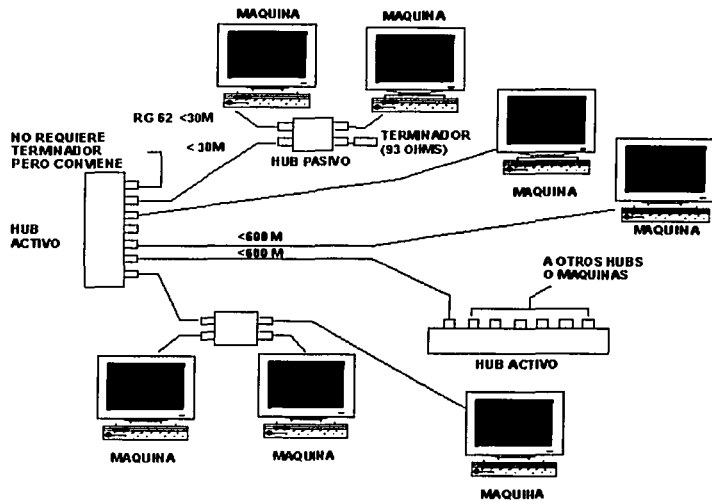 MAQUINA
MAQUINA
RG 62 <30M
NO REQUIERE
TERMINADOR
PERO CONVIENE
< 30M
TERMINADOR
(93 OHMS)
HUB PASIVO
MAQUINA
MAQUINA
HUB
ACTIVO
<600 M
<600 M
A OTROS HUBS
O MAQUINAS
HUB ACTIVO
MAQUINA
MAQUINA
MAQUINA